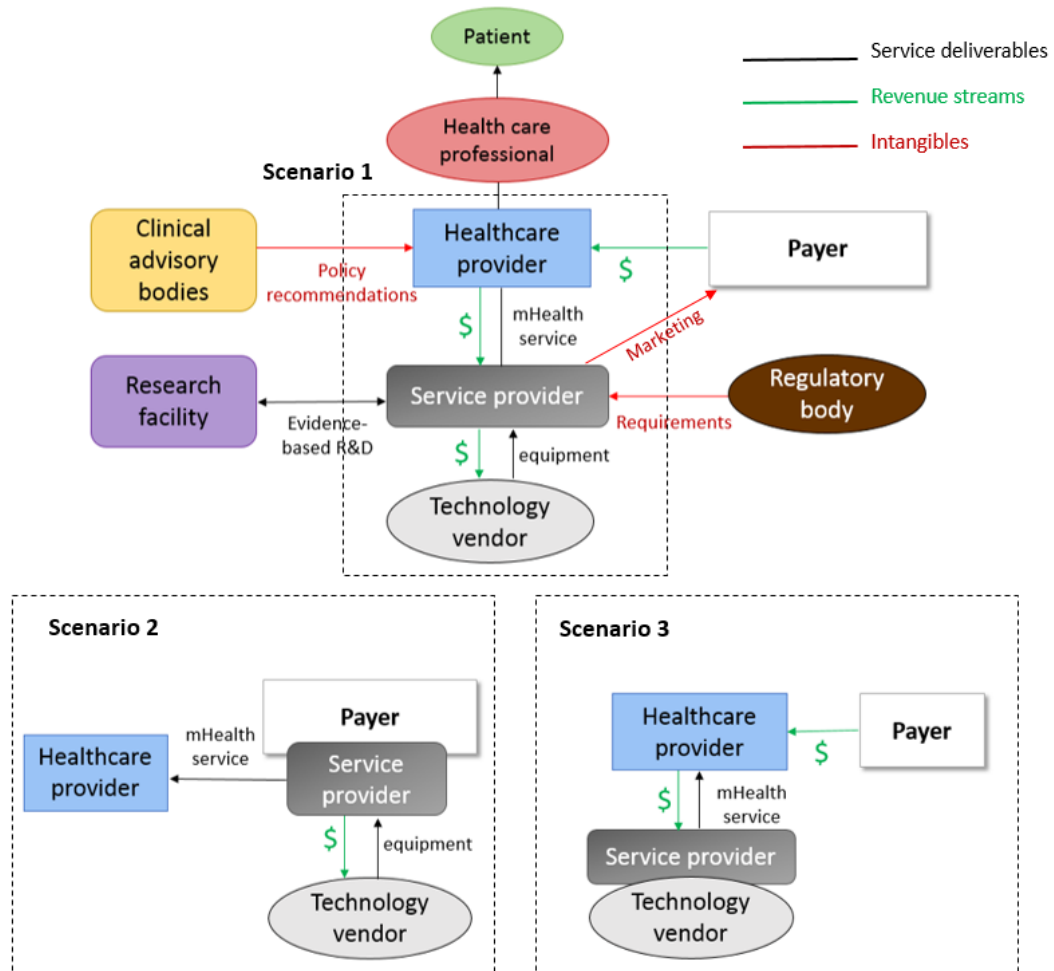 Patient
Service deliverables
Revenue streams
Intangibles
Health care
professional
Scenario 1
Clinical
advisory
bodies
Policy
recommendations
Healthcare
provider
$
Payer
$
mHealth
service
Marketing
Research
facility
Evidence-
based R&D
Service provider
Requirements
Regulatory
body
$
equipment
Technology
vendor
Scenario 2
Payer
mHealth
service
Healthcare
provider
Service
provider
$
equipment
Technology
vendor
Scenario 3
Healthcare
provider
$
Payer
$
mHealth
service
Service provider
Technology
vendor